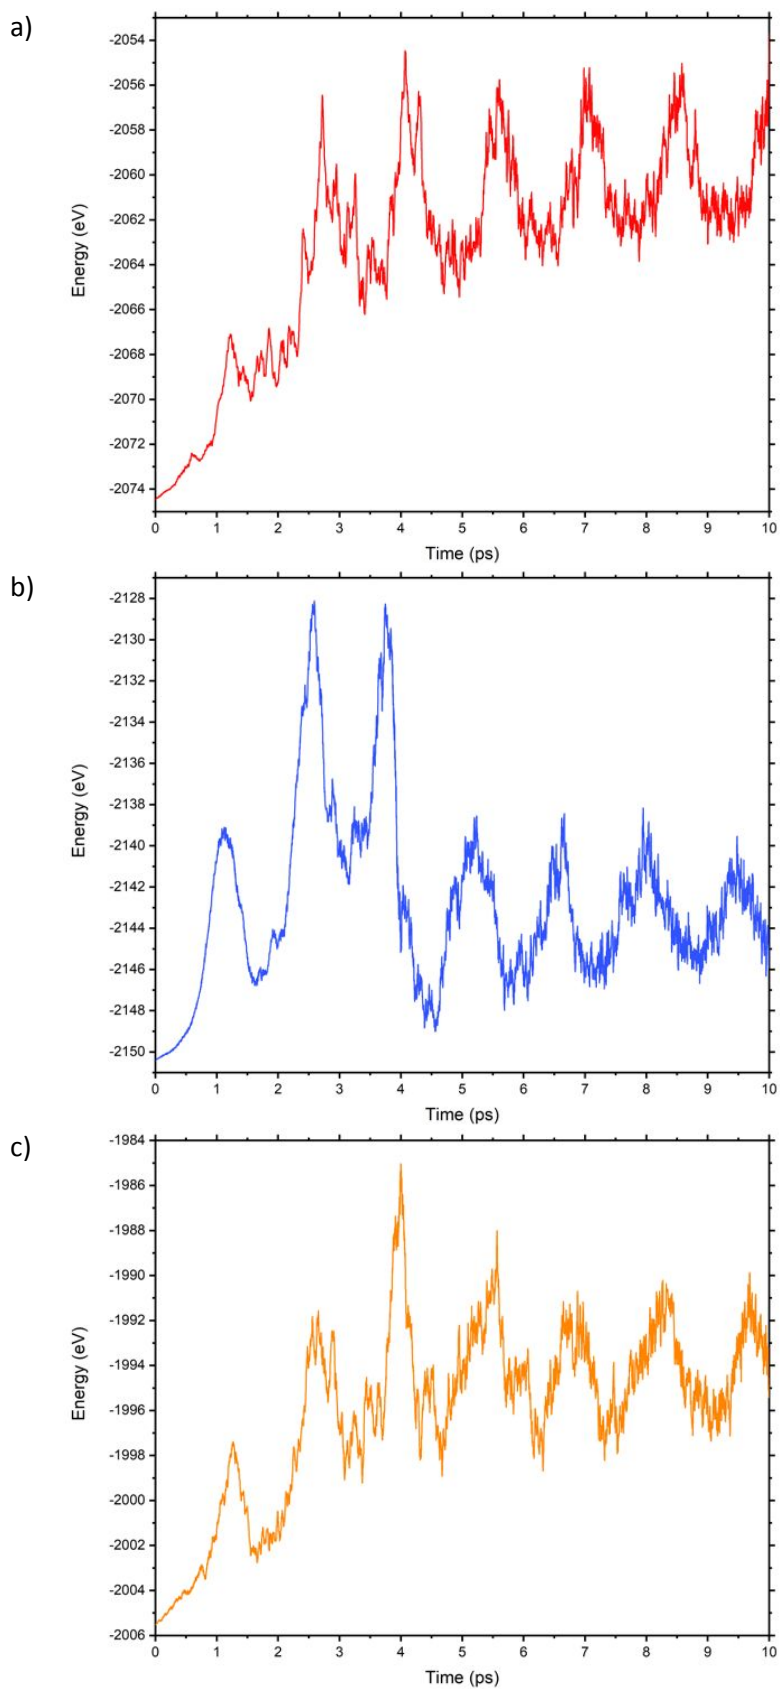 a)
-2054
-2056
-2058
-2060
-2062
-2064
-2066
-2068
-2070
-2072
-2074
Energy (eV)
0 1 2 3 4 5 6 7 8 9 10
Time (ps)
b)
-2128
-2130
-2132
-2134
-2136
-2138
-2140
-2142
-2144
-2146
-2148
-2150
Energy (eV)
0 1 2 3 4 5 6 7 8 9 10
Time (ps)
c)
-1984
-1986
-1988
-1990
-1992
-1994
-1996
-1998
-2000
-2002
-2004
-2006
Energy (eV)
0 1 2 3 4 5 6 7 8 9 10
Time (ps)